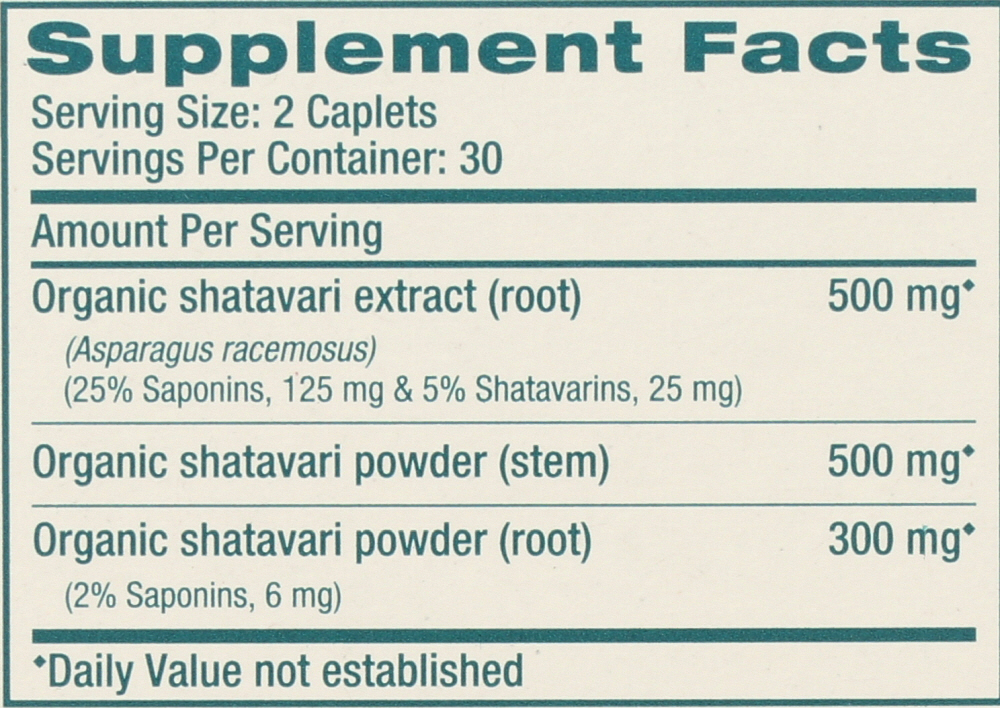 Supplement Facts
Serving Size: 2 Caplets
Servings Per Container: 30
Amount Per Serving
Organic shatavari extract (root) 500 mg◆
(Asparagus racemosus)
(25% Saponins, 125 mg & 5% Shatavarins, 25 mg)
Organic shatavari powder (stem) 500 mg◆
Organic shatavari powder (root) 300 mg◆
(2% Saponins, 6 mg)
◆Daily Value not established